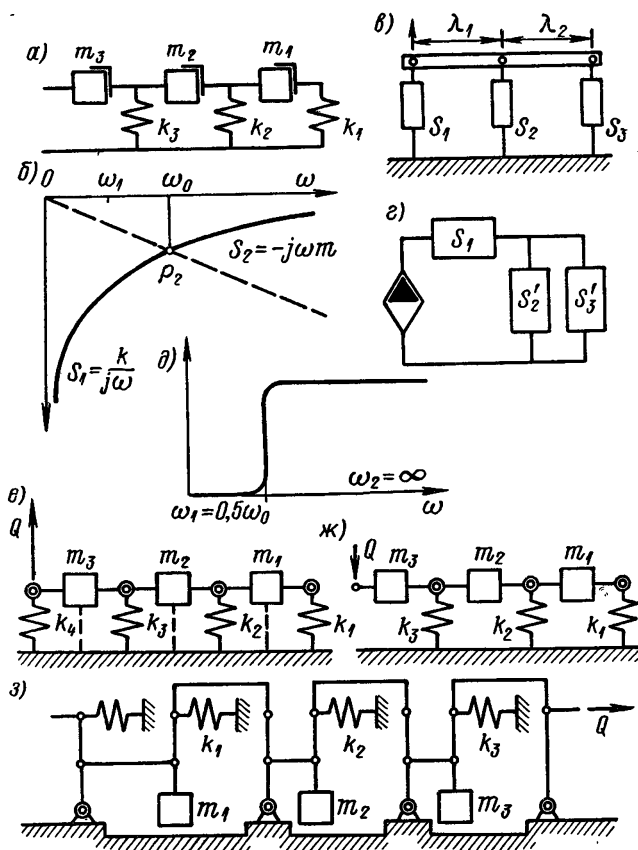 а) m₃ m₂ m₁
k₃ k₂ k₁
в) λ₁ λ₂
S₁ S₂ S₃
б) 0 ω₁ ω₀ ω
S₂=-jωm
ρ₂
S₁=k/jω
г) S₁
S₂′ S₃′
д)
ω₂=∞
ω₁=0,5ω₀ ω
е) Q m₃ m₂ m₁
k₄ k₃ k₂ k₁
ж) Q m₃ m₂ m₁
k₃ k₂ k₁
з) k₁ k₂ k₃ Q
m₁ m₂ m₃